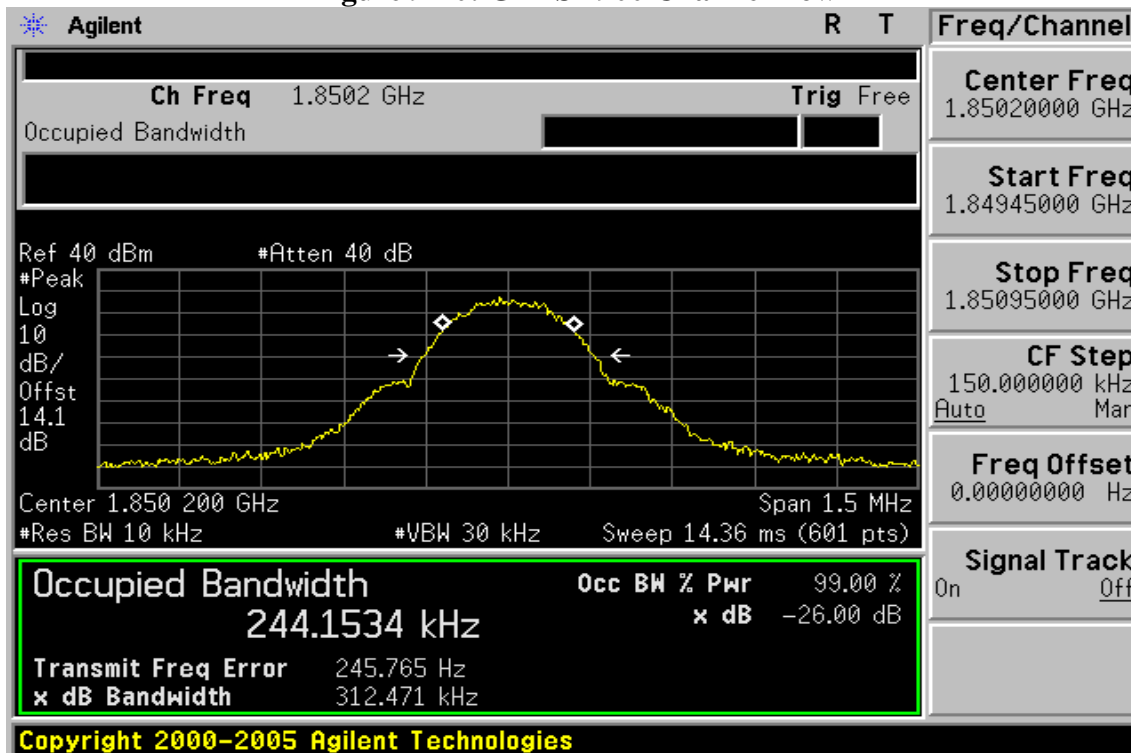 Agilent R T
Freq/Channel
Ch Freq 1.8502 GHz Trig Free
Occupied Bandwidth
Center Freq
1.85020000 GHz
Start Freq
1.84945000 GHz
Stop Freq
1.85095000 GHz
CF Step
150.000000 kHz
Auto Man
Freq Offset
0.00000000 Hz
Signal Track
On Off
Ref 40 dBm #Atten 40 dB
#Peak
Log
10
dB/
Offst
14.1
dB
Center 1.850 200 GHz Span 1.5 MHz
#Res BW 10 kHz #VBW 30 kHz Sweep 14.36 ms (601 pts)
Occupied Bandwidth
244.1534 kHz
Occ BW % Pwr 99.00 %
x dB -26.00 dB
Transmit Freq Error 245.765 Hz
x dB Bandwidth 312.471 kHz
Copyright 2000-2005 Agilent Technologies